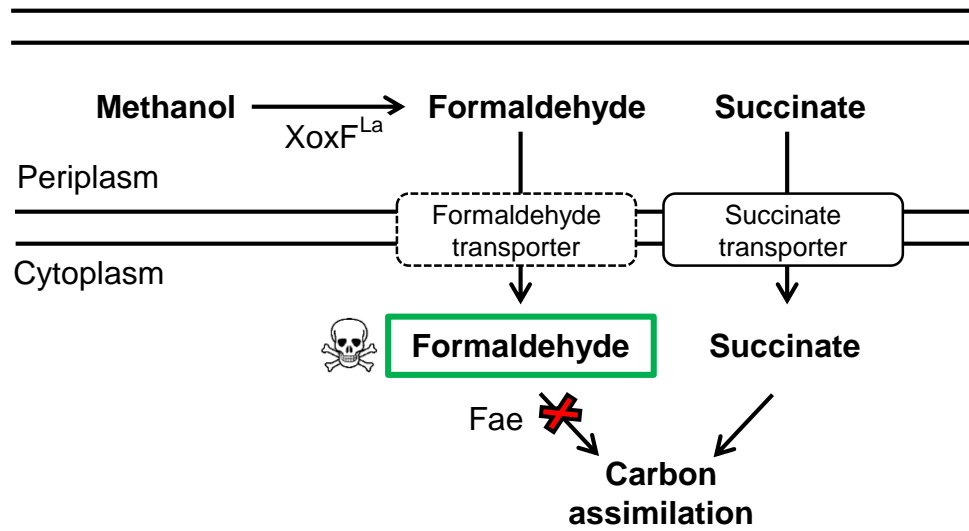 Methanol
XoxF^La
Formaldehyde
Succinate
Periplasm
Formaldehyde
transporter
Succinate
transporter
Cytoplasm
Formaldehyde
Succinate
Fae
Carbon
assimilation